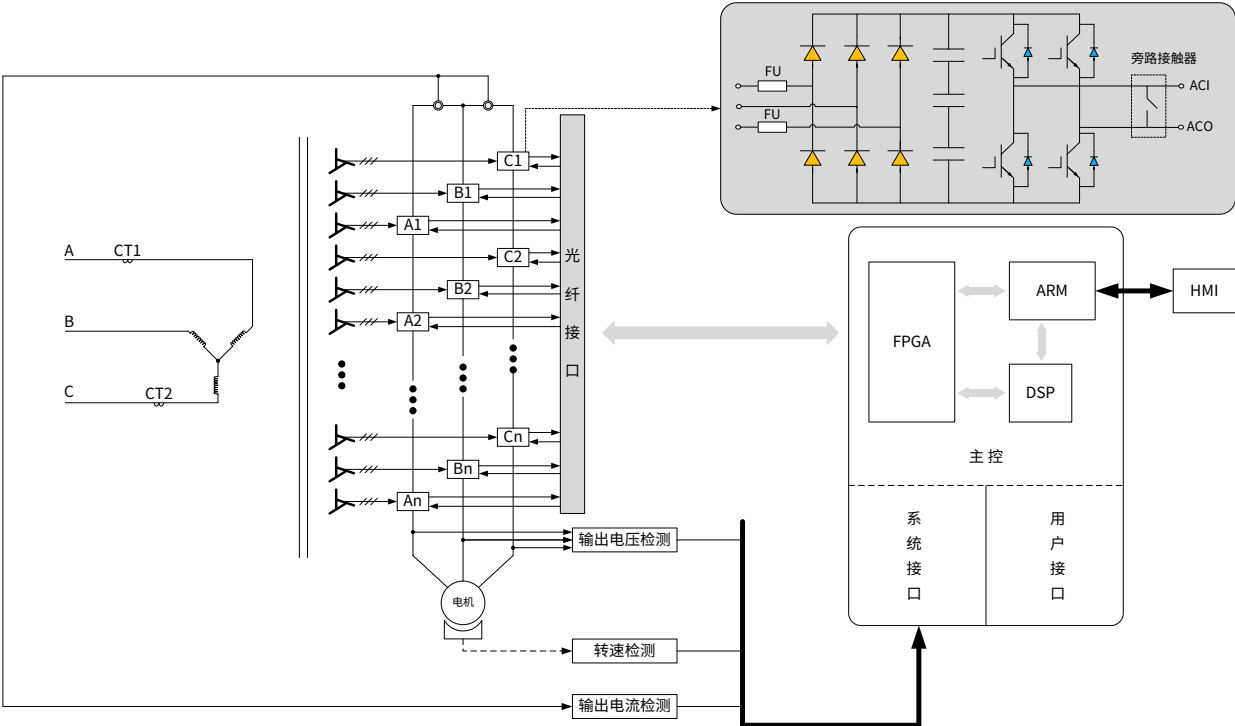 FU
FU
旁路接触器
ACI
ACO
A
CT1
B
C
CT2
C1
B1
A1
C2
B2
A2
Cn
Bn
An
光纤接口
FPGA
ARM
DSP
HMI
主控
系统接口
用户接口
输出电压检测
电机
转速检测
输出电流检测